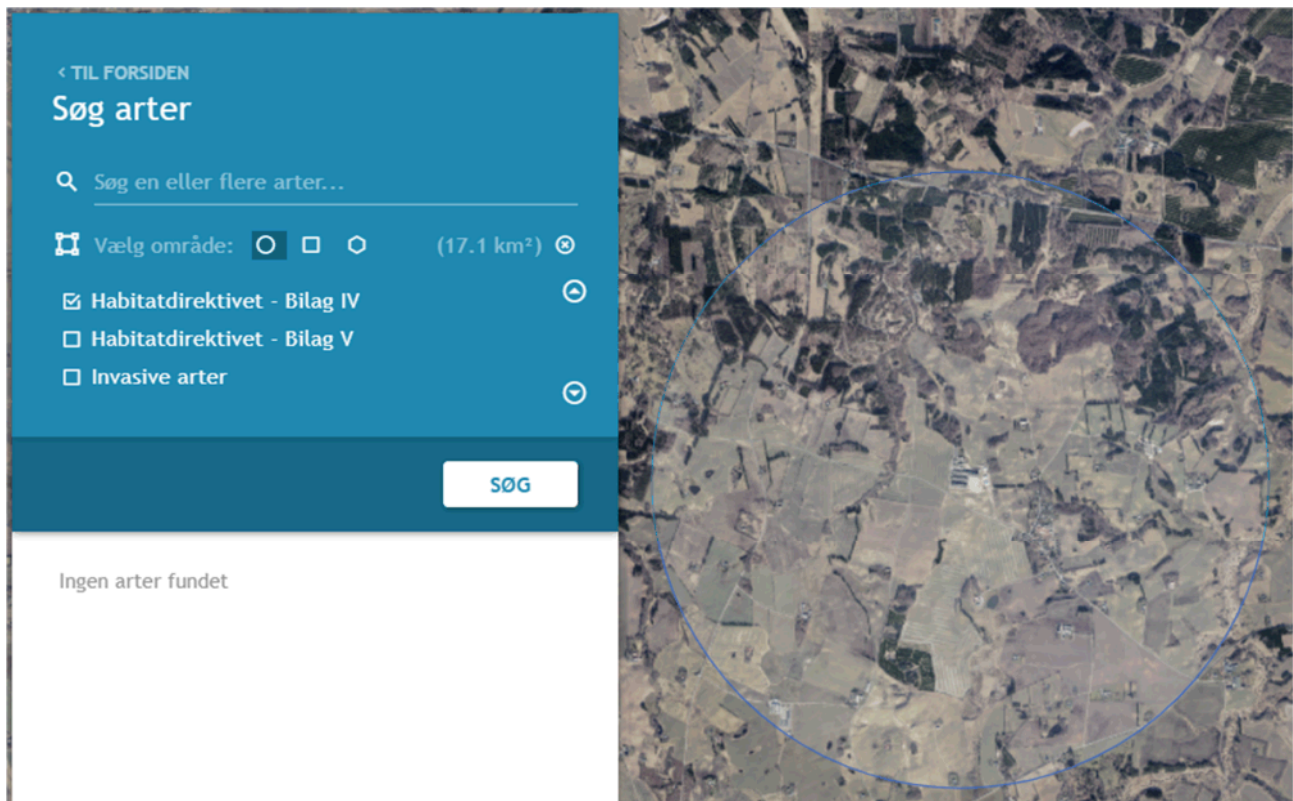 ‹ TIL FORSIDEN
Søg arter
Søg en eller flere arter...
Vælg område: (17.1 km²)
Habitatdirektivet - Bilag IV
Habitatdirektivet - Bilag V
Invasive arter
SØG
Ingen arter fundet